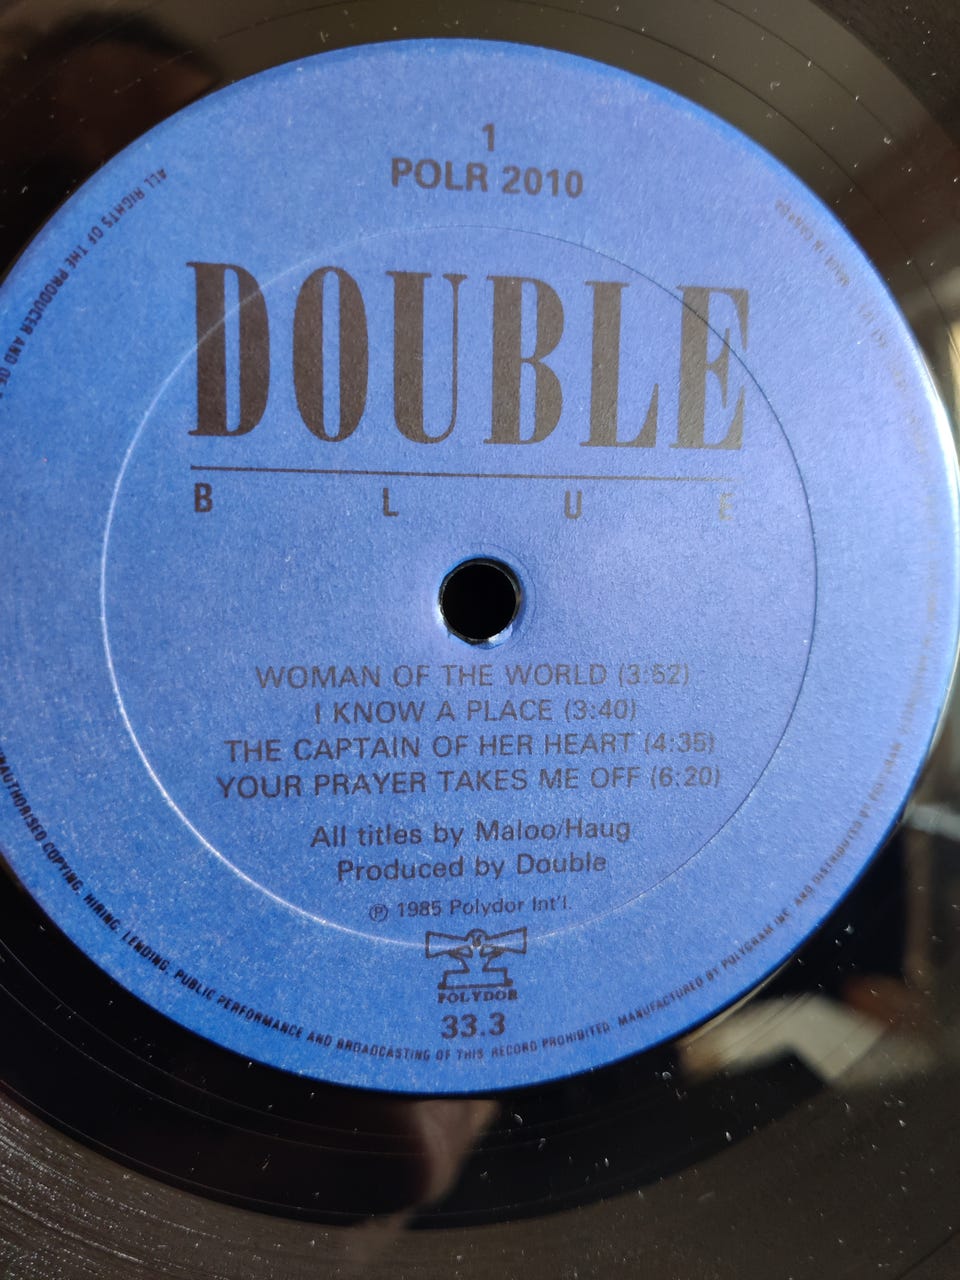 1
POLR 2010
DOUBLE
B L U E
WOMAN OF THE WORLD (3:52)
I KNOW A PLACE (3:40)
THE CAPTAIN OF HER HEART (4:35)
YOUR PRAYER TAKES ME OFF (6:20)
All titles by Maloo/Haug
Produced by Double
℗ 1985 Polydor Int'l.
POLYDOR
33.3
ALL RIGHTS OF THE PRODUCER AND OF
UNAUTHORISED COPYING, HIRING, LENDING, PUBLIC PERFORMANCE AND BROADCASTING OF THIS RECORD PROHIBITED. MANUFACTURED BY POLYGRAM INC. AND DISTRIBUTED BY POLYGRAM
MADE IN CANADA